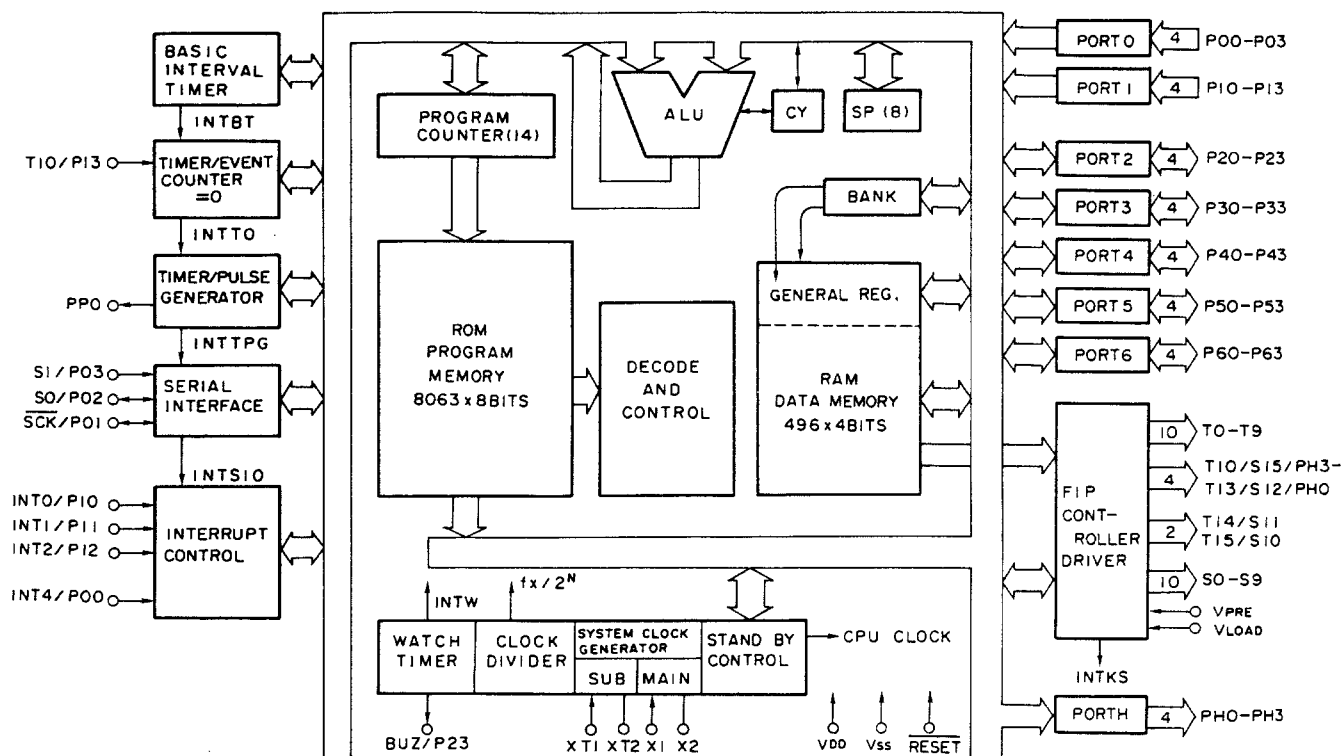 BASIC
INTERVAL
TIMER
INTBT
TI0/P13
TIMER/EVENT
COUNTER
=0
INTT0
TIMER/PULSE
GENERATOR
PPO
INTTPG
SI/P03
SO/P02
SCK/P01
SERIAL
INTERFACE
INTSIO
INT0/P10
INT1/P11
INT2/P12
INT4/P00
INTERRUPT
CONTROL
PROGRAM
COUNTER(14)
ALU
CY
SP (8)
BANK
ROM
PROGRAM
MEMORY
8063x8BITS
DECODE
AND
CONTROL
GENERAL REG.
RAM
DATA MEMORY
496x4BITS
INTW
fx/2N
WATCH
TIMER
CLOCK
DIVIDER
SYSTEM CLOCK
GENERATOR
SUB
MAIN
STAND BY
CONTROL
CPU CLOCK
BUZ/P23
XT1 XT2 X1 X2
VDD
VSS
RESET
PORT0 4 P00-P03
PORT1 4 P10-P13
PORT2 4 P20-P23
PORT3 4 P30-P33
PORT4 4 P40-P43
PORT5 4 P50-P53
PORT6 4 P60-P63
FIP
CONT-
ROLLER
DRIVER
10 T0-T9
4 T10/S15/PH3-
T13/S12/PH0
2 T14/S11
T15/S10
10 S0-S9
VPRE
VLOAD
INTKS
PORTH 4 PH0-PH3